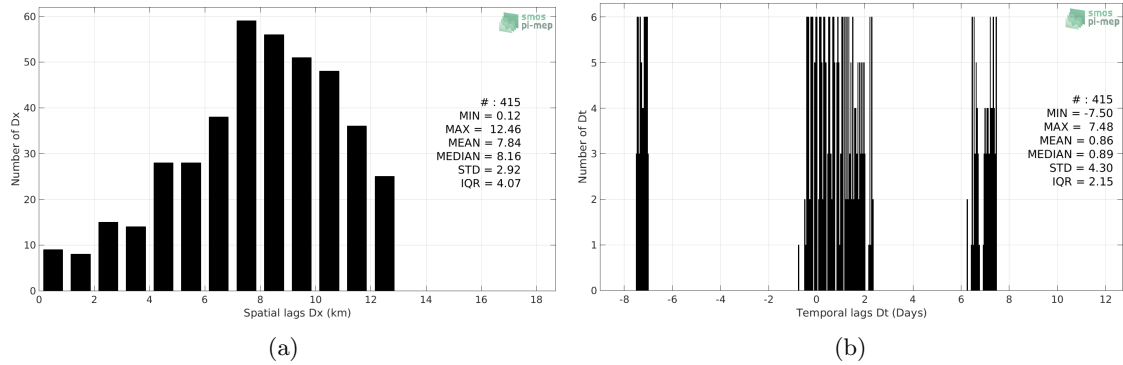 60
50
40
30
20
10
0
Number of Dx
0 2 4 6 8 10 12 14 16 18
Spatial lags Dx (km)
smos
pi-mep
# : 415
MIN = 0.12
MAX = 12.46
MEAN = 7.84
MEDIAN = 8.16
STD = 2.92
IQR = 4.07
(a)
6
5
4
3
2
1
0
Number of Dt
-8 -6 -4 -2 0 2 4 6 8 10 12
Temporal lags Dt (Days)
smos
pi-mep
# : 415
MIN = -7.50
MAX = 7.48
MEAN = 0.86
MEDIAN = 0.89
STD = 4.30
IQR = 2.15
(b)